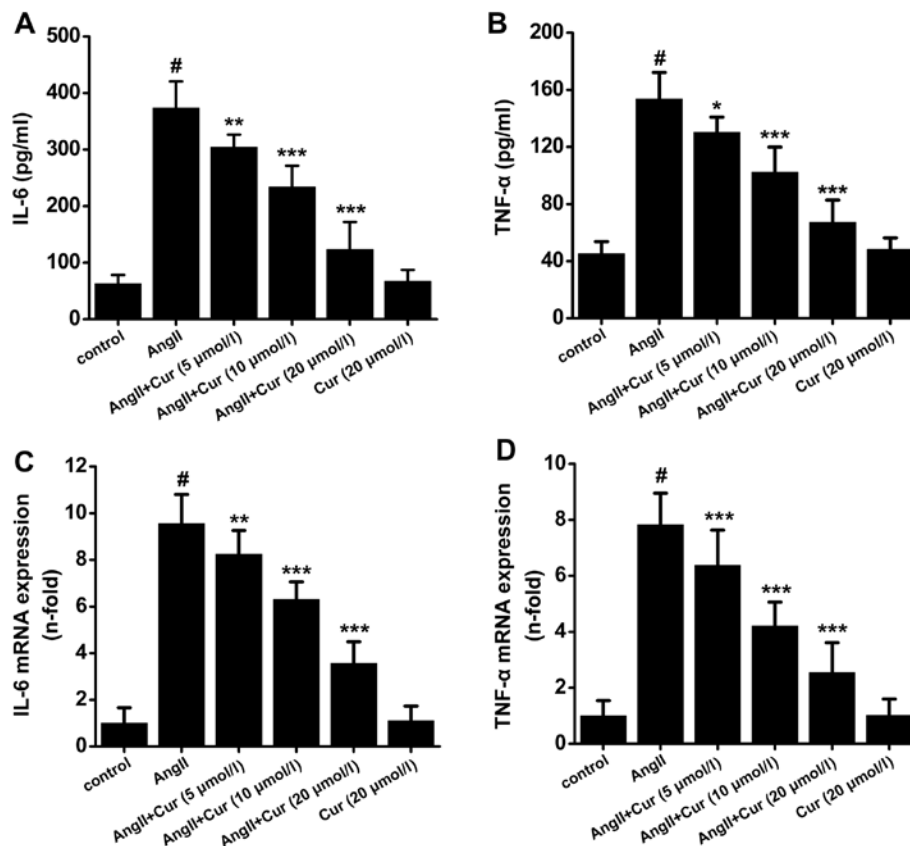 A
IL-6 (pg/ml)
500
400
300
200
100
0
#
**
***
***
control
AngII
AngII+Cur (5 μmol/l)
AngII+Cur (10 μmol/l)
AngII+Cur (20 μmol/l)
Cur (20 μmol/l)
B
TNF-α (pg/ml)
200
160
120
80
40
0
#
*
***
***
control
AngII
AngII+Cur (5 μmol/l)
AngII+Cur (10 μmol/l)
AngII+Cur (20 μmol/l)
Cur (20 μmol/l)
C
IL-6 mRNA expression
(n-fold)
12
10
8
6
4
2
0
#
**
***
***
control
AngII
AngII+Cur (5 μmol/l)
AngII+Cur (10 μmol/l)
AngII+Cur (20 μmol/l)
Cur (20 μmol/l)
D
TNF-α mRNA expression
(n-fold)
10
8
6
4
2
0
#
***
***
***
control
AngII
AngII+Cur (5 μmol/l)
AngII+Cur (10 μmol/l)
AngII+Cur (20 μmol/l)
Cur (20 μmol/l)